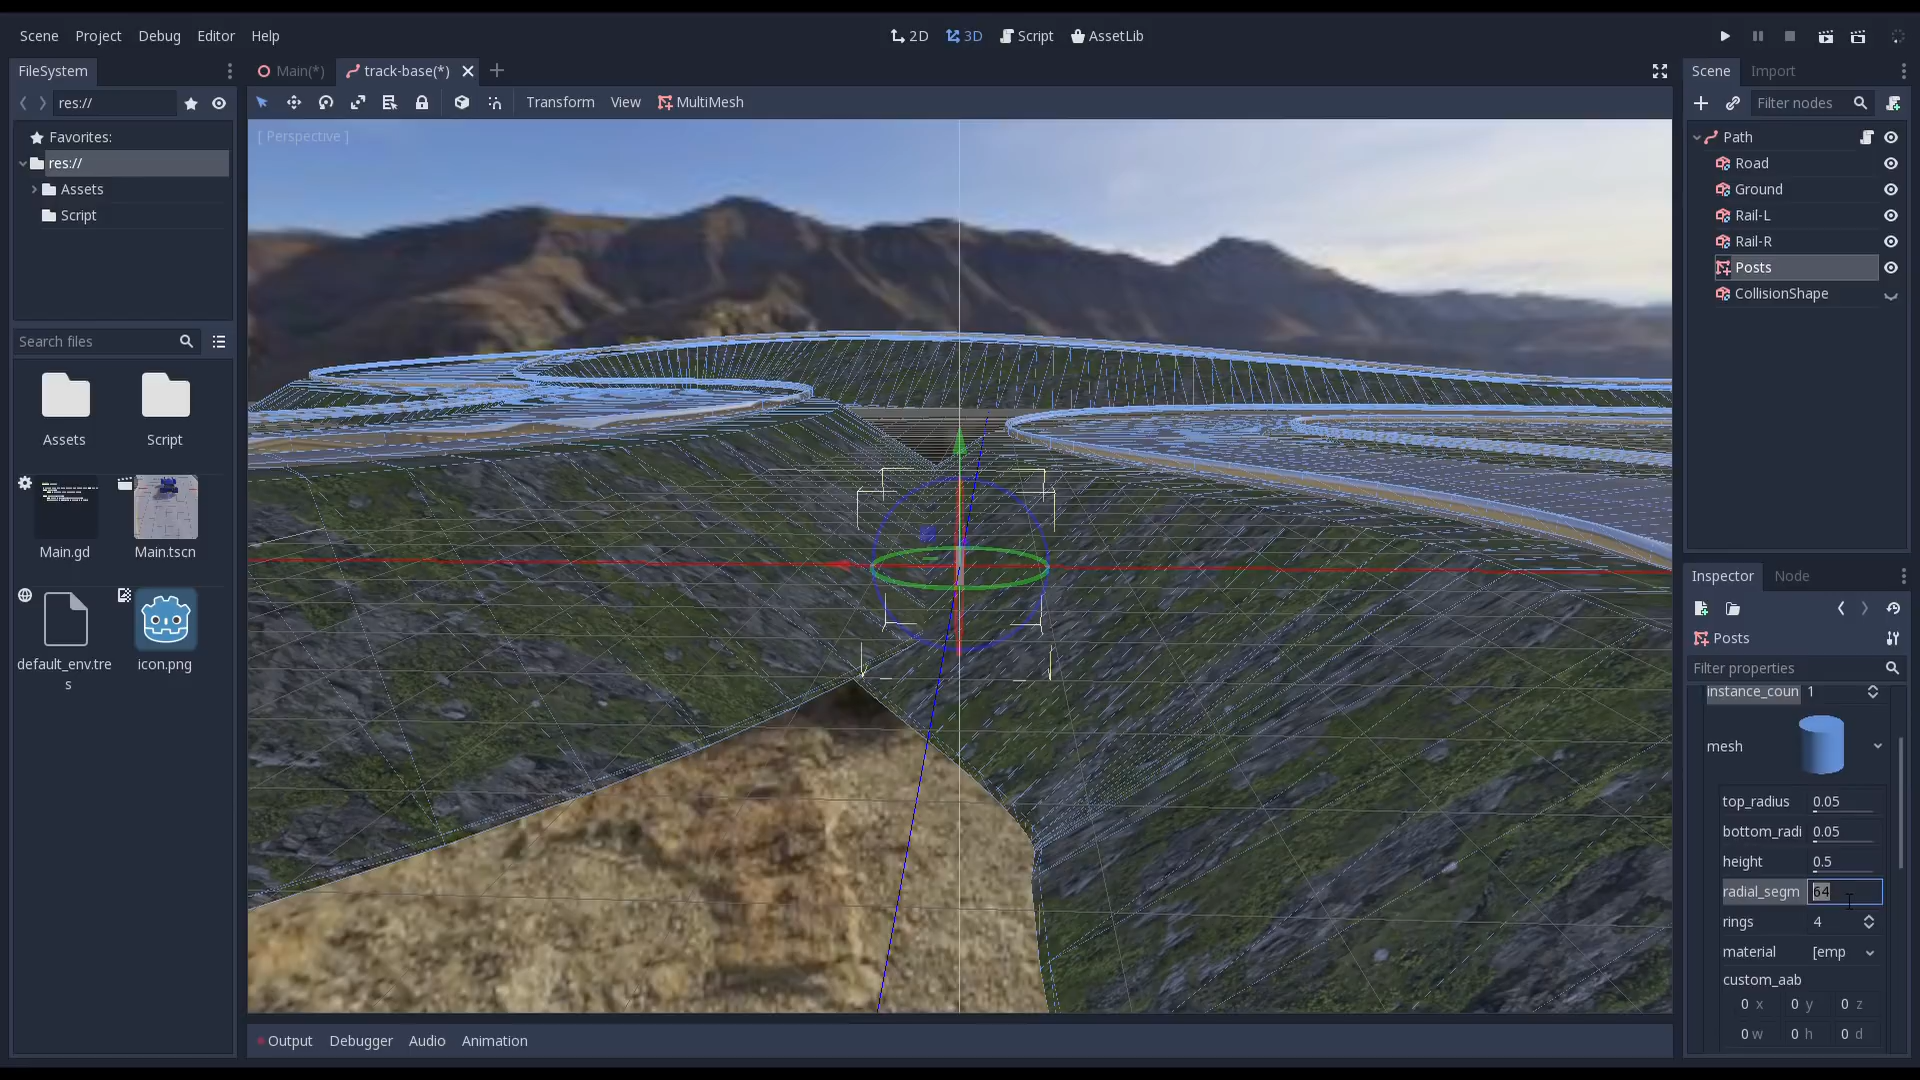 Scene Project Debug Editor Help
2D 3D Script AssetLib
FileSystem
Main(*) track-base(*)
Scene Import
res://
Transform View MultiMesh
Filter nodes
[ Perspective ]
Favorites:
res://
Assets
Script
Path
Road
Ground
Rail-L
Rail-R
Posts
CollisionShape
Search files
Assets Script
Main.gd Main.tscn
default_env.tre
s
icon.png
Inspector Node
Posts
Filter properties
instance_coun 1
mesh
top_radius 0.05
bottom_radi 0.05
height 0.5
radial_segm 64
rings 4
material [emp
custom_aab
0 x 0 y 0 z
0 w 0 h 0 d
Output Debugger Audio Animation